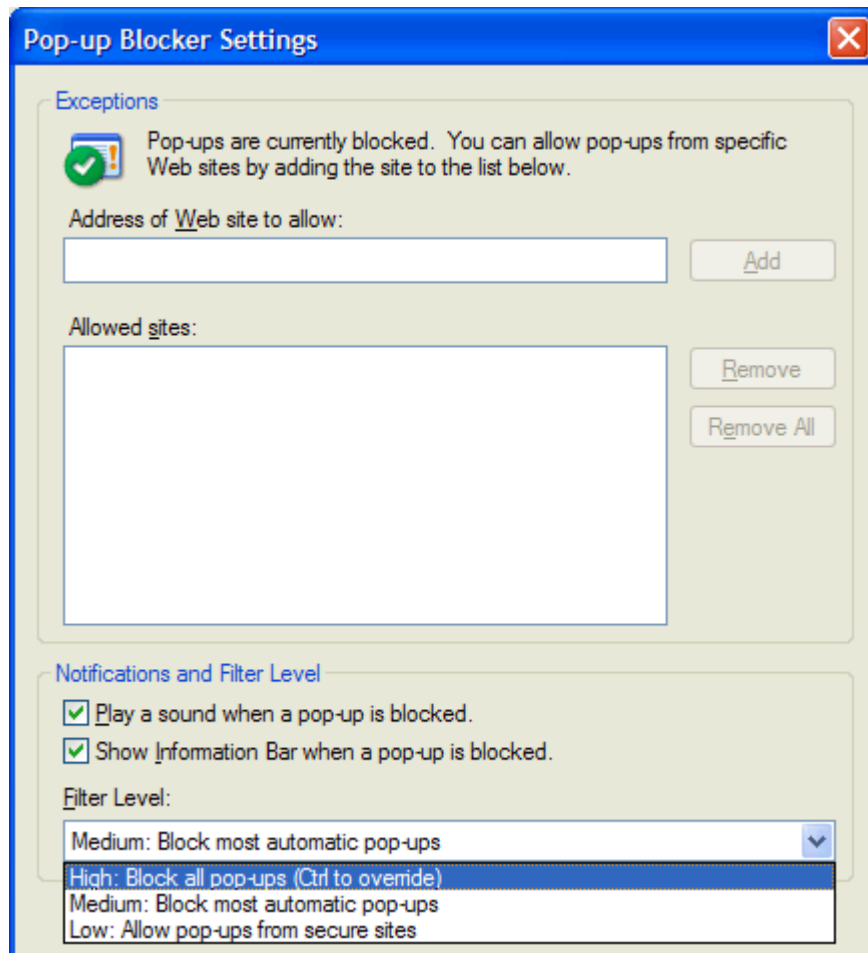 Pop-up Blocker Settings
Exceptions
Pop-ups are currently blocked.  You can allow pop-ups from specific
Web sites by adding the site to the list below.
Address of Web site to allow:
Add
Allowed sites:
Remove
Remove All
Notifications and Filter Level
Play a sound when a pop-up is blocked.
Show Information Bar when a pop-up is blocked.
Filter Level:
Medium: Block most automatic pop-ups
High: Block all pop-ups (Ctrl to override)
Medium: Block most automatic pop-ups
Low: Allow pop-ups from secure sites